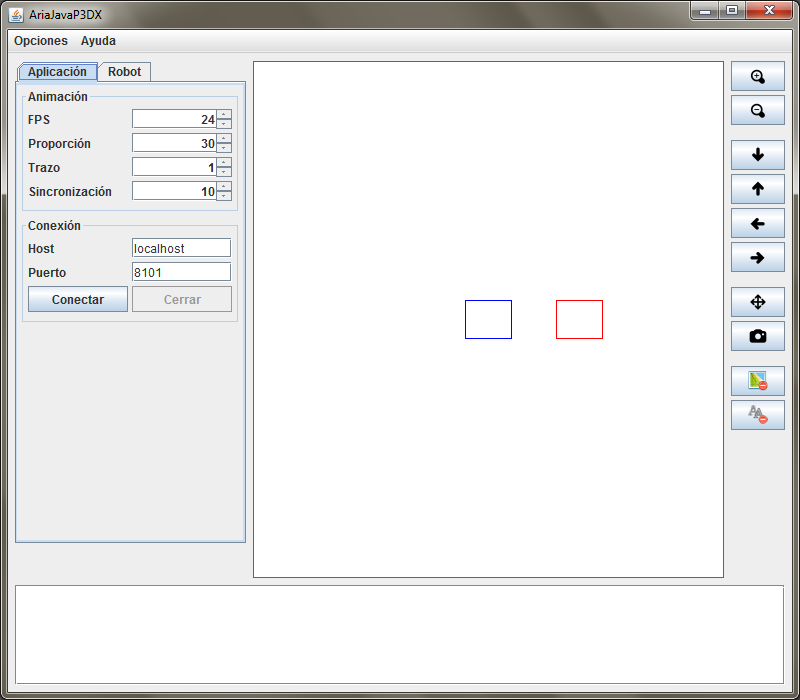 AriaJavaP3DX
Opciones Ayuda
Aplicación Robot
Animación
FPS 24
Proporción 30
Trazo 1
Sincronización 10
Conexión
Host localhost
Puerto 8101
Conectar Cerrar